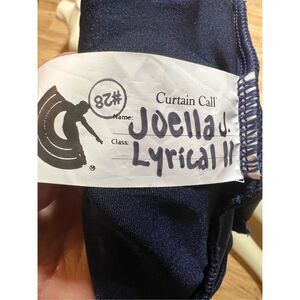 #28
Curtain Call
Name: Joella J.
Class: Lyrical II
®